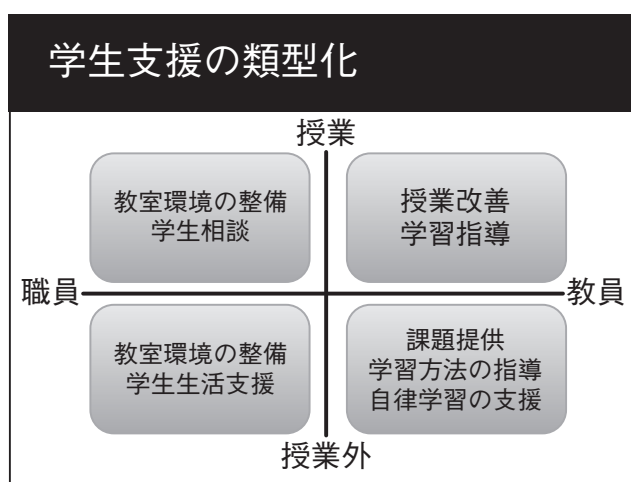 学生支援の類型化
授業
教室環境の整備
学生相談
授業改善
学習指導
職員
教員
教室環境の整備
学生生活支援
課題提供
学習方法の指導
自律学習の支援
授業外